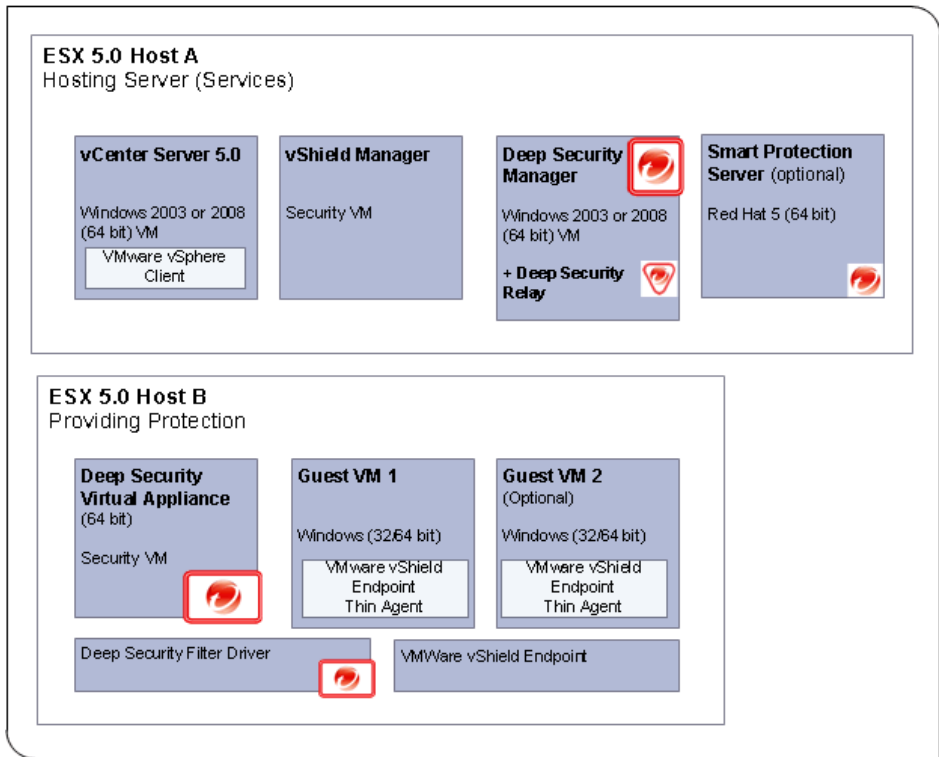 ESX 5.0 Host A
Hosting Server (Services)
vCenter Server 5.0
Windows 2003 or 2008
(64 bit) VM
VMware vSphere
Client
vShield Manager
Security VM
Deep Security
Manager
Windows 2003 or 2008
(64 bit) VM
+ Deep Security
Relay
Smart Protection
Server (optional)
Red Hat 5 (64 bit)
ESX 5.0 Host B
Providing Protection
Deep Security
Virtual Appliance
(64 bit)
Security VM
Guest VM 1
Windows (32/64 bit)
VMware vShield
Endpoint
Thin Agent
Guest VM 2
(Optional)
Windows (32/64 bit)
VMware vShield
Endpoint
Thin Agent
Deep Security Filter Driver
VMWare vShield Endpoint